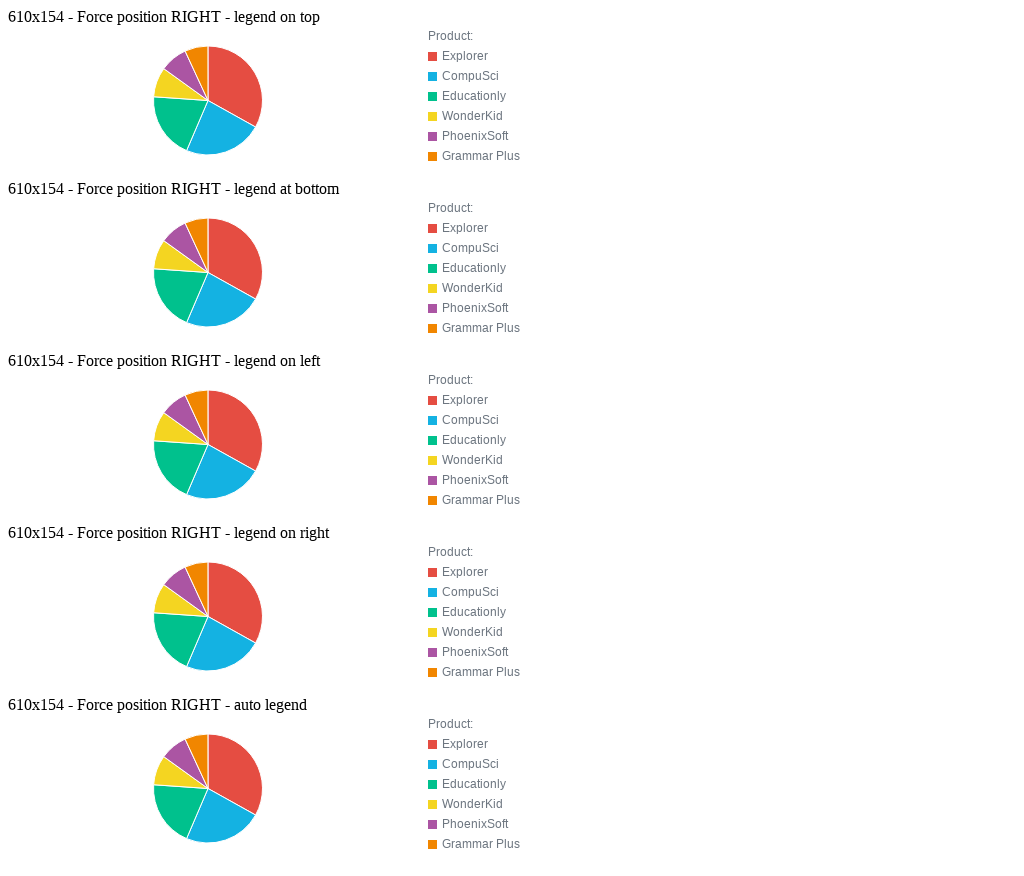 610x154 - Force position RIGHT - legend on top
Product:
Explorer
CompuSci
Educationly
WonderKid
PhoenixSoft
Grammar Plus
610x154 - Force position RIGHT - legend at bottom
Product:
Explorer
CompuSci
Educationly
WonderKid
PhoenixSoft
Grammar Plus
610x154 - Force position RIGHT - legend on left
Product:
Explorer
CompuSci
Educationly
WonderKid
PhoenixSoft
Grammar Plus
610x154 - Force position RIGHT - legend on right
Product:
Explorer
CompuSci
Educationly
WonderKid
PhoenixSoft
Grammar Plus
610x154 - Force position RIGHT - auto legend
Product:
Explorer
CompuSci
Educationly
WonderKid
PhoenixSoft
Grammar Plus